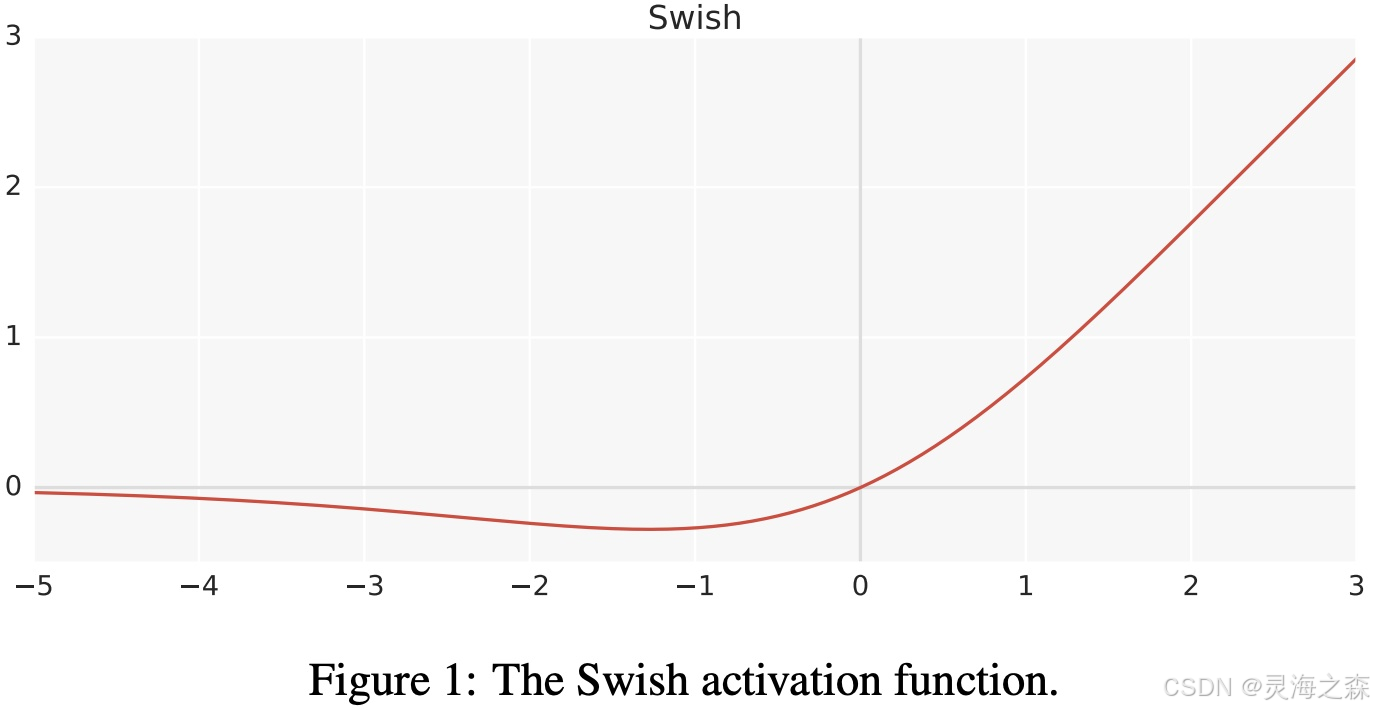 Swish
3
2
1
0
−5 −4 −3 −2 −1 0 1 2 3
Figure 1: The Swish activation function.
CSDN @灵海之森